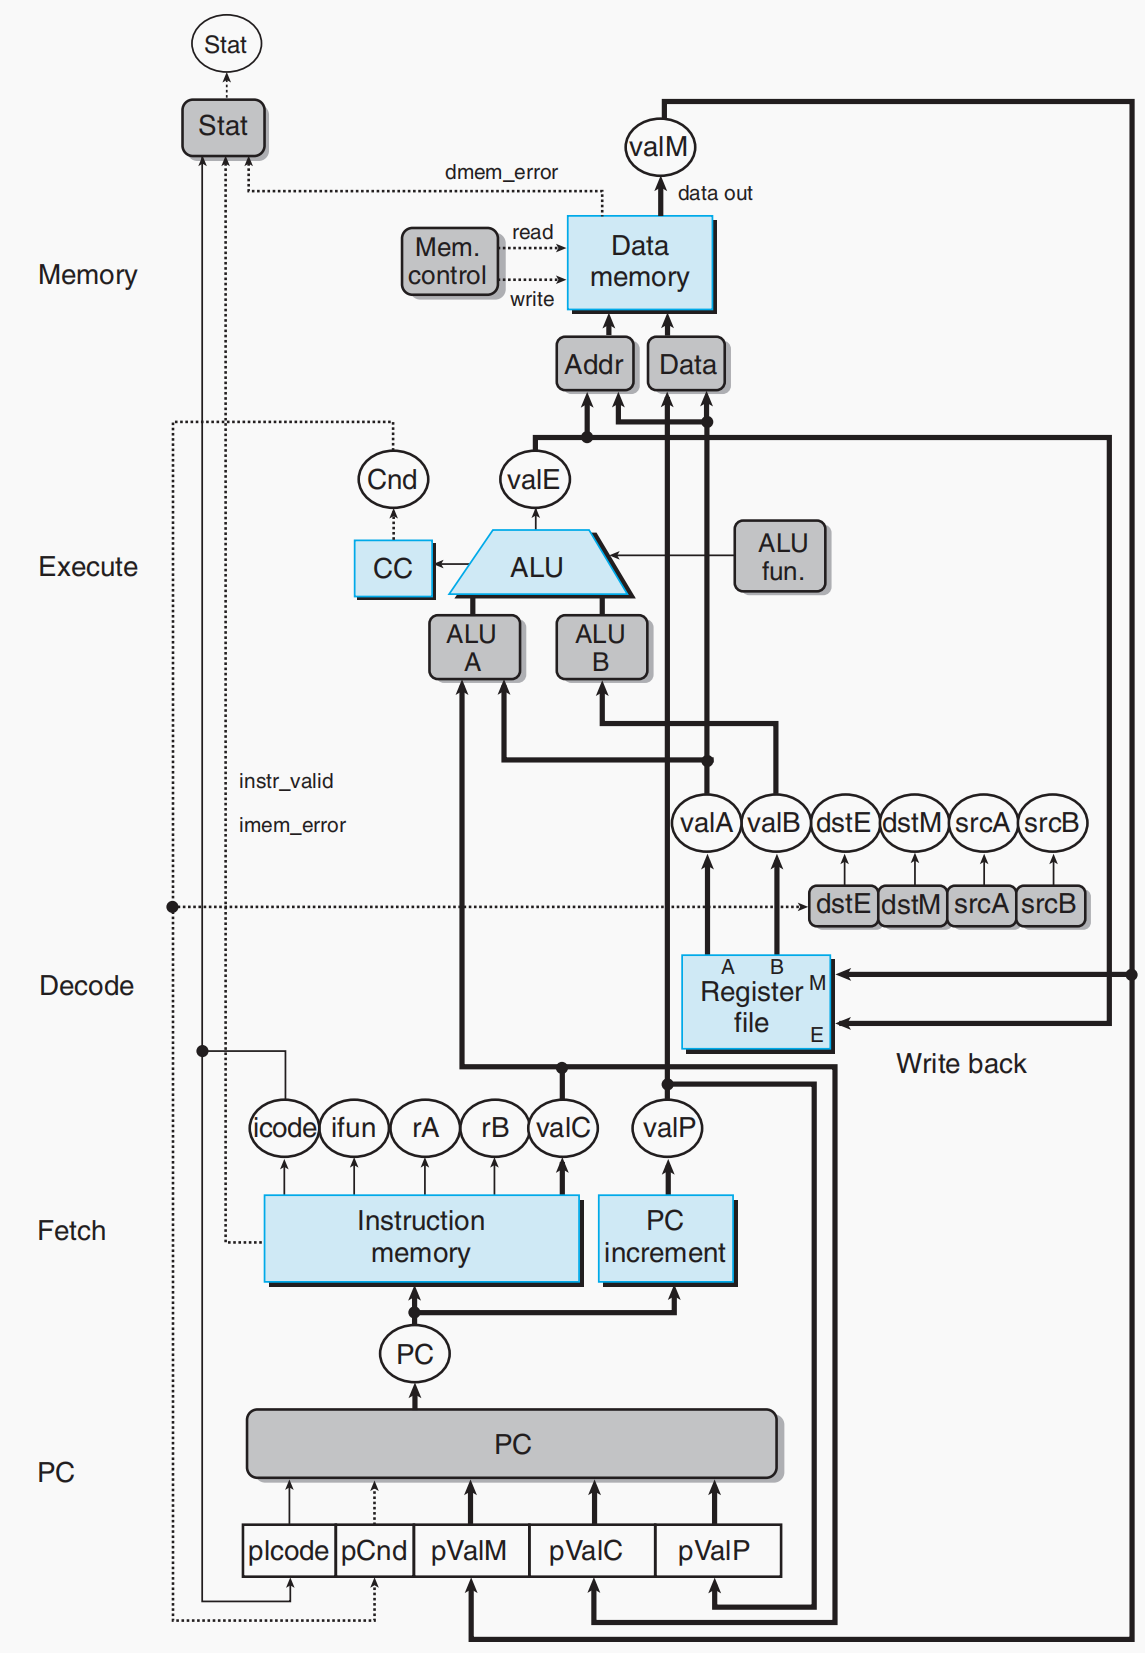 Stat
Stat
valM
dmem_error
data out
Mem.
control
read
write
Data
memory
Memory
Addr
Data
Cnd
valE
CC
ALU
ALU
fun.
Execute
ALU
A
ALU
B
instr_valid
imem_error
valA
valB
dstE
dstM
srcA
srcB
dstE
dstM
srcA
srcB
Decode
A
B
M
Register
file
E
Write back
icode
ifun
rA
rB
valC
valP
Fetch
Instruction
memory
PC
increment
PC
PC
PC
pIcode
pCnd
pValM
pValC
pValP